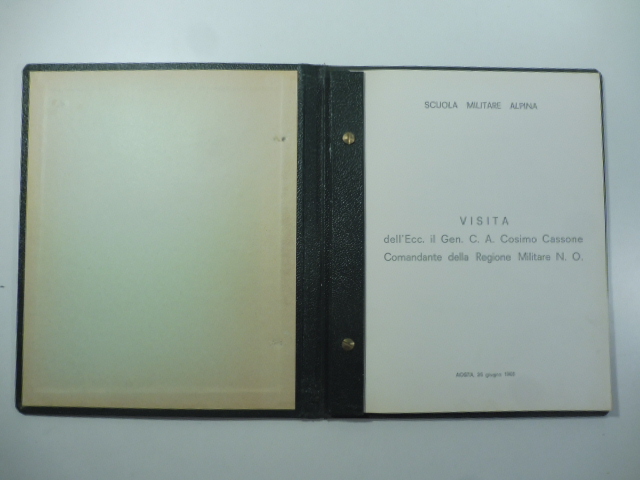 SCUOLA MILITARE ALPINA
VISITA
dell'Ecc. il Gen. C. A. Cosimo Cassone
Comandante della Regione Militare N. O.
AOSTA, giugno